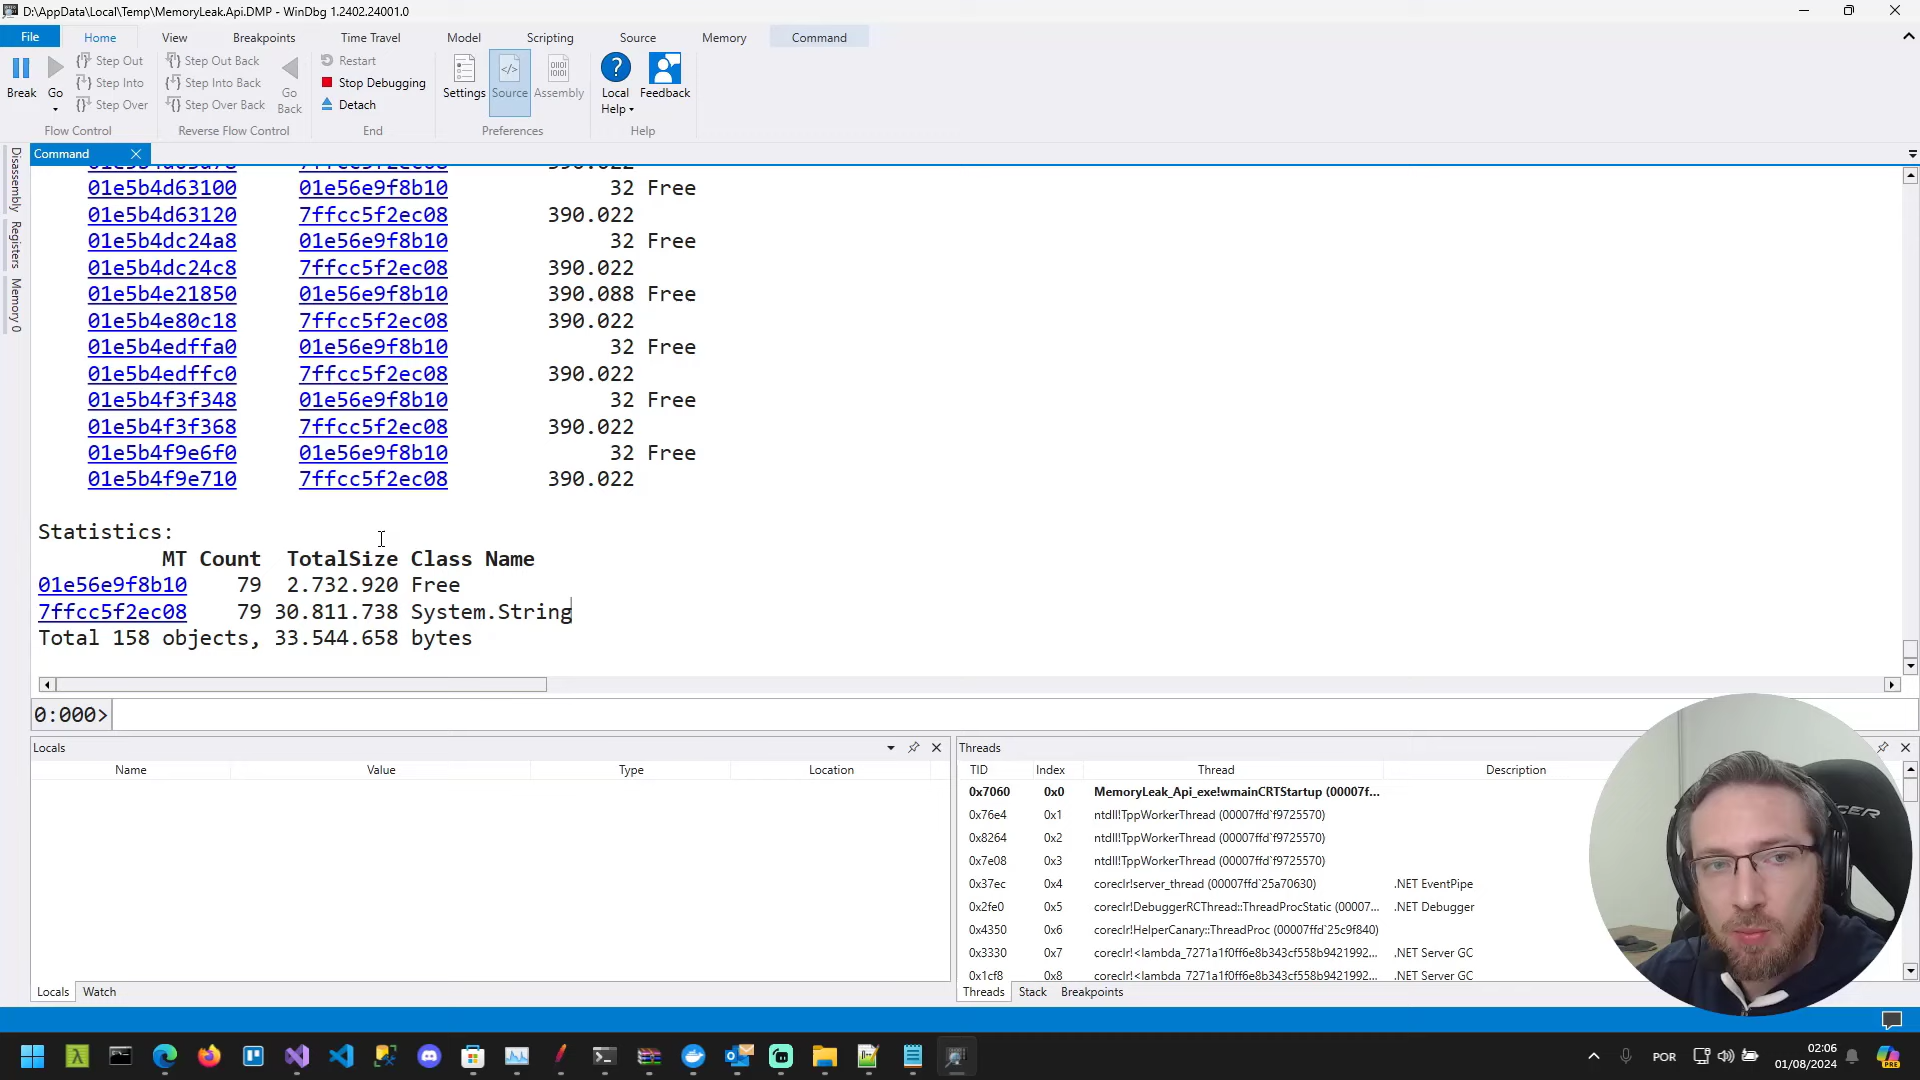 D:\AppData\Local\Temp\MemoryLeak.Api.DMP - WinDbg 1.2402.24001.0
File Home View Breakpoints Time Travel Model Scripting Source Memory Command
Break
Go
Step Out
Step Into
Step Over
Flow Control
Step Out Back
Step Into Back
Step Over Back
Go Back
Reverse Flow Control
Restart
Stop Debugging
Detach
End
Settings
Source
Assembly
Preferences
Local Help
Feedback
Help
Command
Disassembly
Registers
Memory 0
01e5b4d63100 01e56e9f8b10 32 Free
01e5b4d63120 7ffcc5f2ec08 390.022
01e5b4dc24a8 01e56e9f8b10 32 Free
01e5b4dc24c8 7ffcc5f2ec08 390.022
01e5b4e21850 01e56e9f8b10 390.088 Free
01e5b4e80c18 7ffcc5f2ec08 390.022
01e5b4edffa0 01e56e9f8b10 32 Free
01e5b4edffc0 7ffcc5f2ec08 390.022
01e5b4f3f348 01e56e9f8b10 32 Free
01e5b4f3f368 7ffcc5f2ec08 390.022
01e5b4f9e6f0 01e56e9f8b10 32 Free
01e5b4f9e710 7ffcc5f2ec08 390.022
Statistics:
MT Count TotalSize Class Name
01e56e9f8b10 79 2.732.920 Free
7ffcc5f2ec08 79 30.811.738 System.String
Total 158 objects, 33.544.658 bytes
0:000>
Locals
Name Value Type Location
Locals Watch
Threads
TID Index Thread Description
0x7060 0x0 MemoryLeak_Api_exe!wmainCRTStartup (00007f...
0x76e4 0x1 ntdll!TppWorkerThread (00007ffd`f9725570)
0x8264 0x2 ntdll!TppWorkerThread (00007ffd`f9725570)
0x7e08 0x3 ntdll!TppWorkerThread (00007ffd`f9725570)
0x37ec 0x4 coreclr!server_thread (00007ffd`25a70630) .NET EventPipe
0x2fe0 0x5 coreclr!DebuggerRCThread::ThreadProcStatic (00007... .NET Debugger
0x4350 0x6 coreclr!HelperCanary::ThreadProc (00007ffd`25c9f840)
0x3330 0x7 coreclr!<lambda_7271a1f0ff6e8b343cf558b9421992... .NET Server GC
0x1cf8 0x8 coreclr!<lambda_7271a1f0ff6e8b343cf558b9421992... .NET Server GC
Threads Stack Breakpoints
POR
02:06
01/08/2024
PRE